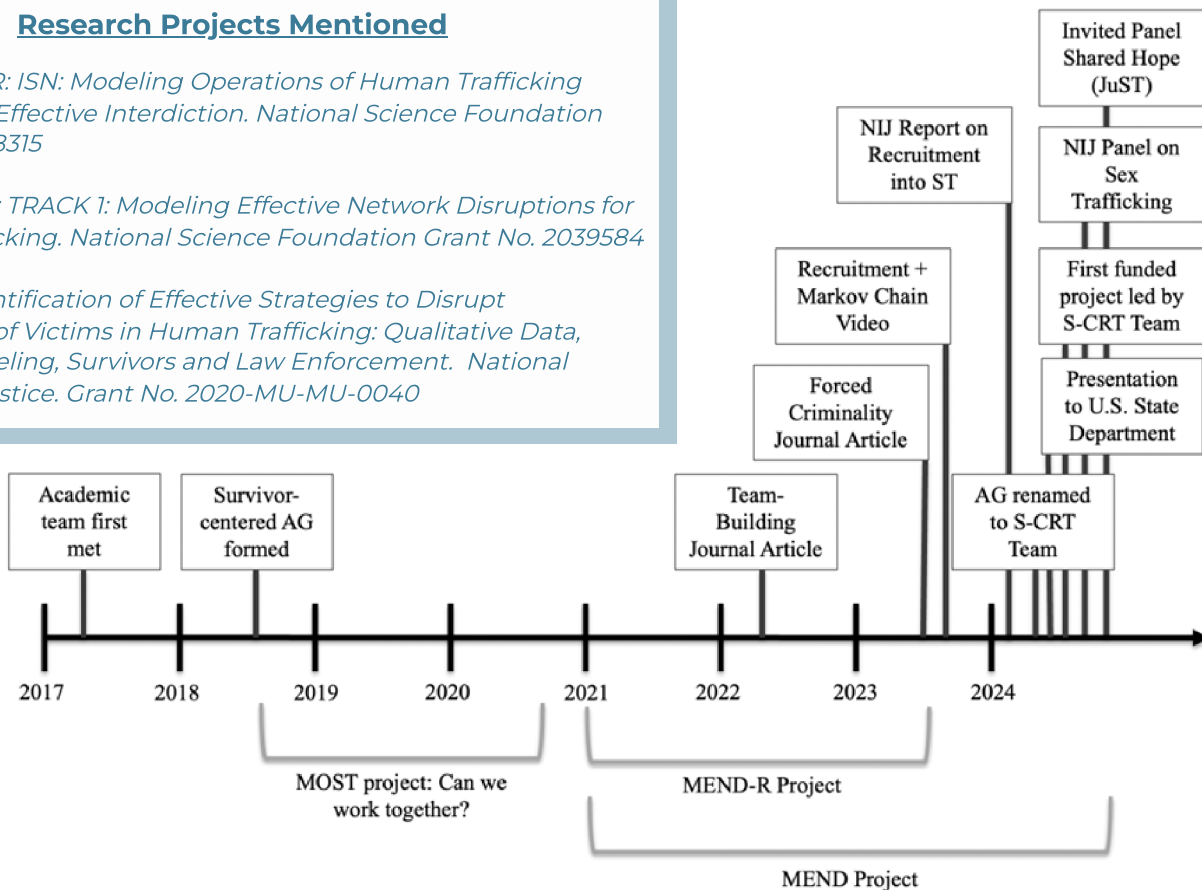 Research Projects Mentioned
R: ISN: Modeling Operations of Human Trafficking
Effective Interdiction. National Science Foundation
8315
: TRACK 1: Modeling Effective Network Disruptions for
cking. National Science Foundation Grant No. 2039584
ntification of Effective Strategies to Disrupt
of Victims in Human Trafficking: Qualitative Data,
eling, Survivors and Law Enforcement. National
stice. Grant No. 2020-MU-MU-0040
Invited Panel
Shared Hope
(JuST)
NIJ Report on
Recruitment
into ST
NIJ Panel on
Sex
Trafficking
Recruitment +
Markov Chain
Video
First funded
project led by
S-CRT Team
Forced
Criminality
Journal Article
Presentation
to U.S. State
Department
Academic
team first
met
Survivor-
centered AG
formed
Team-
Building
Journal Article
AG renamed
to S-CRT
Team
2017
2018
2019
2020
2021
2022
2023
2024
MOST project: Can we
work together?
MEND-R Project
MEND Project